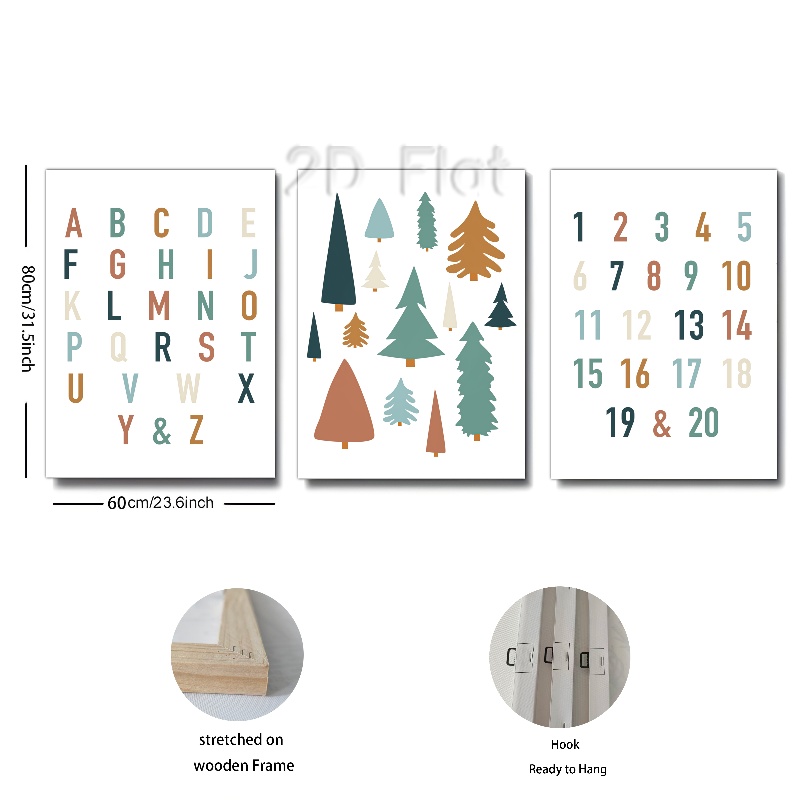 2D Flat
A B C D E
F G H I J
K L M N O
P Q R S T
U V W X
Y & Z
1 2 3 4 5
6 7 8 9 10
11 12 13 14
15 16 17 18
19 & 20
80cm/31.5inch
60cm/23.6inch
stretched on
wooden Frame
Hook
Ready to Hang